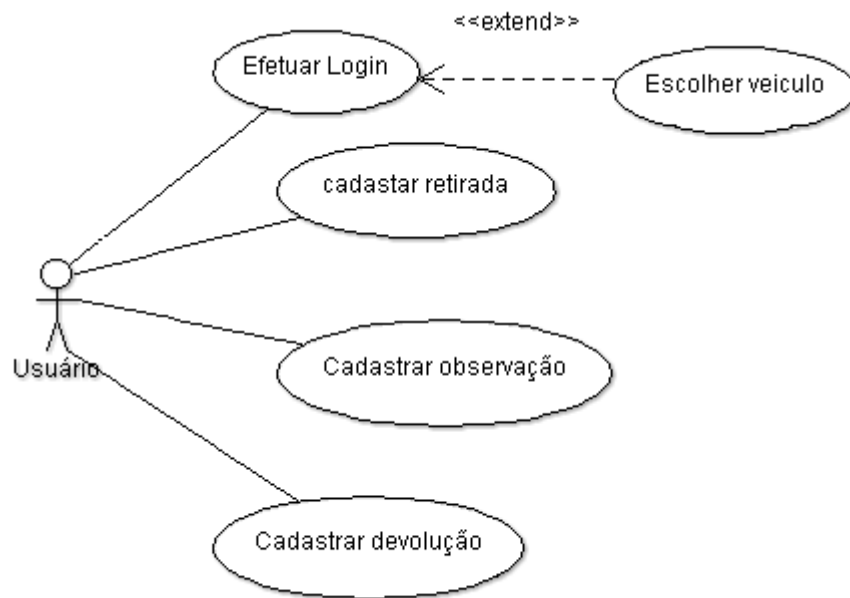 <<extend>>
Efetuar Login
Escolher veiculo
cadastar retirada
Usuário
Cadastrar observação
Cadastrar devolução